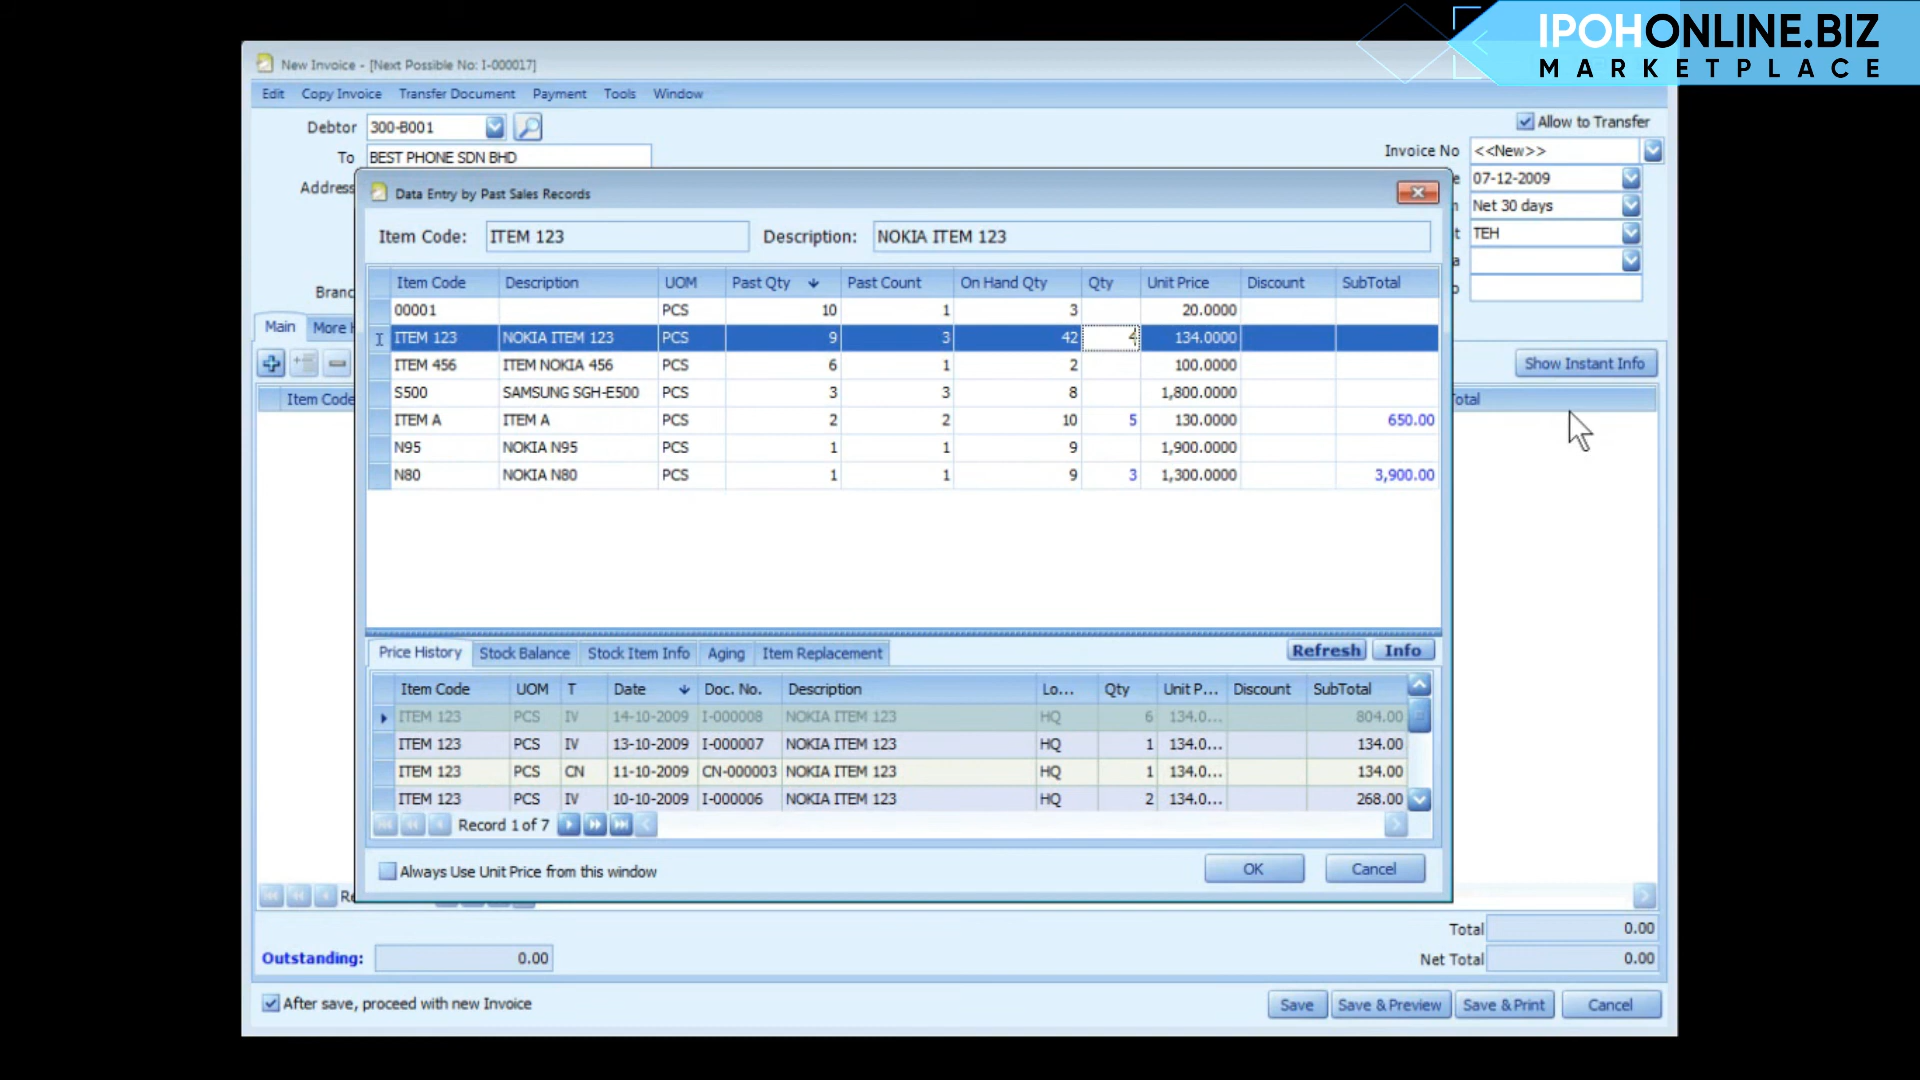 IPOHONLINE.BIZ
MARKETPLACE
New Invoice - [Next Possible No: I-000017]
Edit Copy Invoice Transfer Document Payment Tools Window
Debtor 300-B001
Allow to Transfer
To BEST PHONE SDN BHD
Invoice No <<New>>
Address
07-12-2009
Net 30 days
TEH
Branc
Main More
Show Instant Info
Item Code
otal
Data Entry by Past Sales Records
Item Code: ITEM 123 Description: NOKIA ITEM 123
Item Code Description UOM Past Qty Past Count On Hand Qty Qty Unit Price Discount SubTotal
00001 PCS 10 1 3 20.0000
ITEM 123 NOKIA ITEM 123 PCS 9 3 42 4 134.0000
ITEM 456 ITEM NOKIA 456 PCS 6 1 2 100.0000
S500 SAMSUNG SGH-E500 PCS 3 3 8 1,800.0000
ITEM A ITEM A PCS 2 2 10 5 130.0000 650.00
N95 NOKIA N95 PCS 1 1 9 1,900.0000
N80 NOKIA N80 PCS 1 1 9 3 1,300.0000 3,900.00
Price History Stock Balance Stock Item Info Aging Item Replacement Refresh Info
Item Code UOM T Date Doc. No. Description Lo... Qty Unit P... Discount SubTotal
ITEM 123 PCS IV 14-10-2009 I-000008 NOKIA ITEM 123 HQ 6 134.0... 804.00
ITEM 123 PCS IV 13-10-2009 I-000007 NOKIA ITEM 123 HQ 1 134.0... 134.00
ITEM 123 PCS CN 11-10-2009 CN-000003 NOKIA ITEM 123 HQ 1 134.0... 134.00
ITEM 123 PCS IV 10-10-2009 I-000006 NOKIA ITEM 123 HQ 2 134.0... 268.00
Record 1 of 7
Always Use Unit Price from this window
OK Cancel
Total 0.00
Outstanding: 0.00
Net Total 0.00
After save, proceed with new Invoice
Save Save & Preview Save & Print Cancel